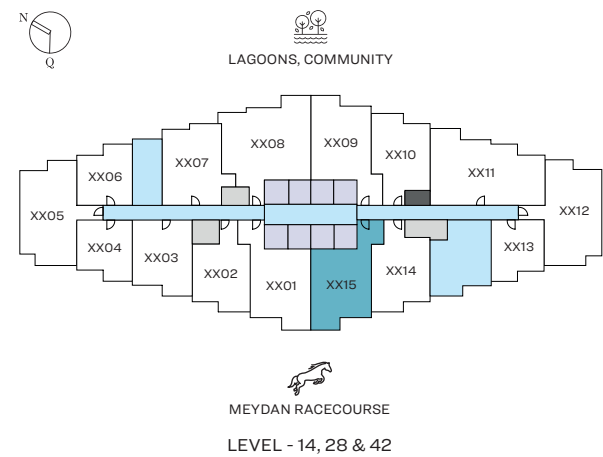 N
Q
LAGOONS, COMMUNITY
XX08
XX09
XX07
XX10
XX06
XX11
XX05
XX12
XX04
XX03
XX02
XX01
XX15
XX14
XX13
MEYDAN RACECOURSE
LEVEL - 14, 28 & 42